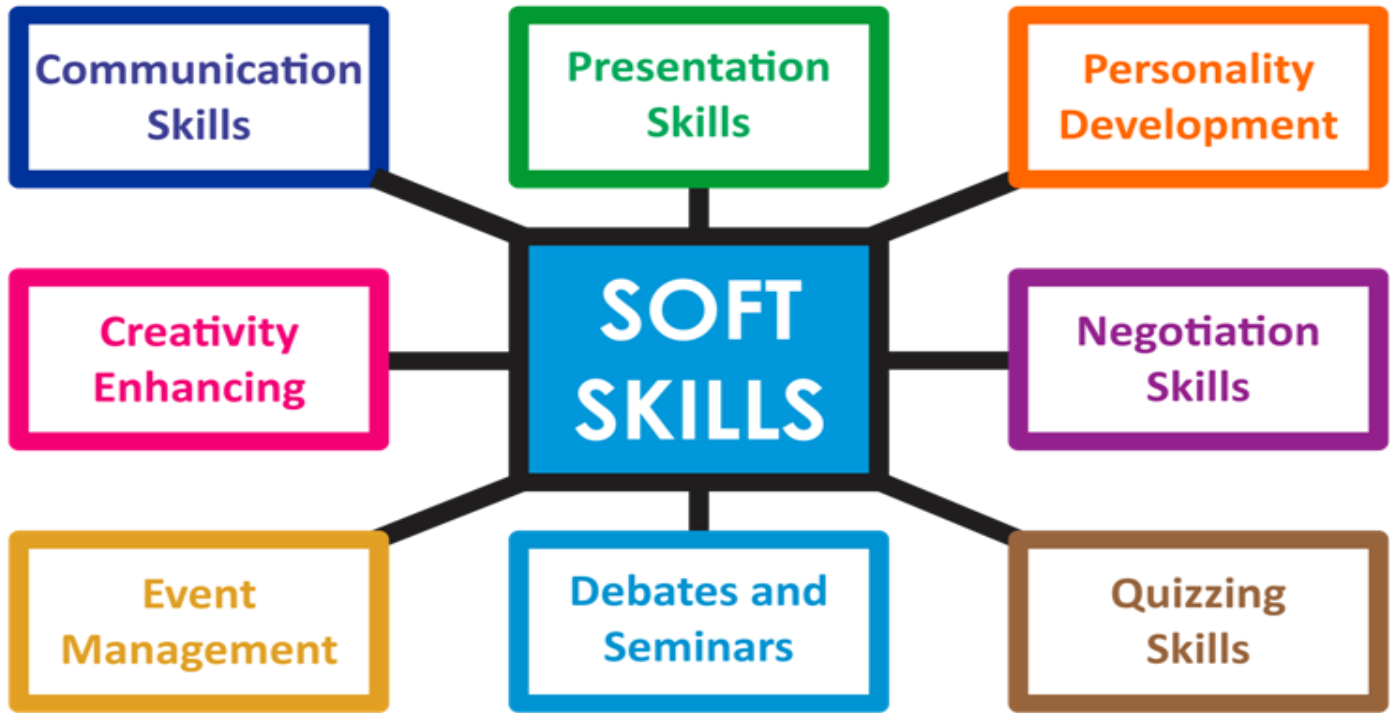 Communication
Skills
Presentation
Skills
Personality
Development
Creativity
Enhancing
SOFT
SKILLS
Negotiation
Skills
Event
Management
Debates and
Seminars
Quizzing
Skills